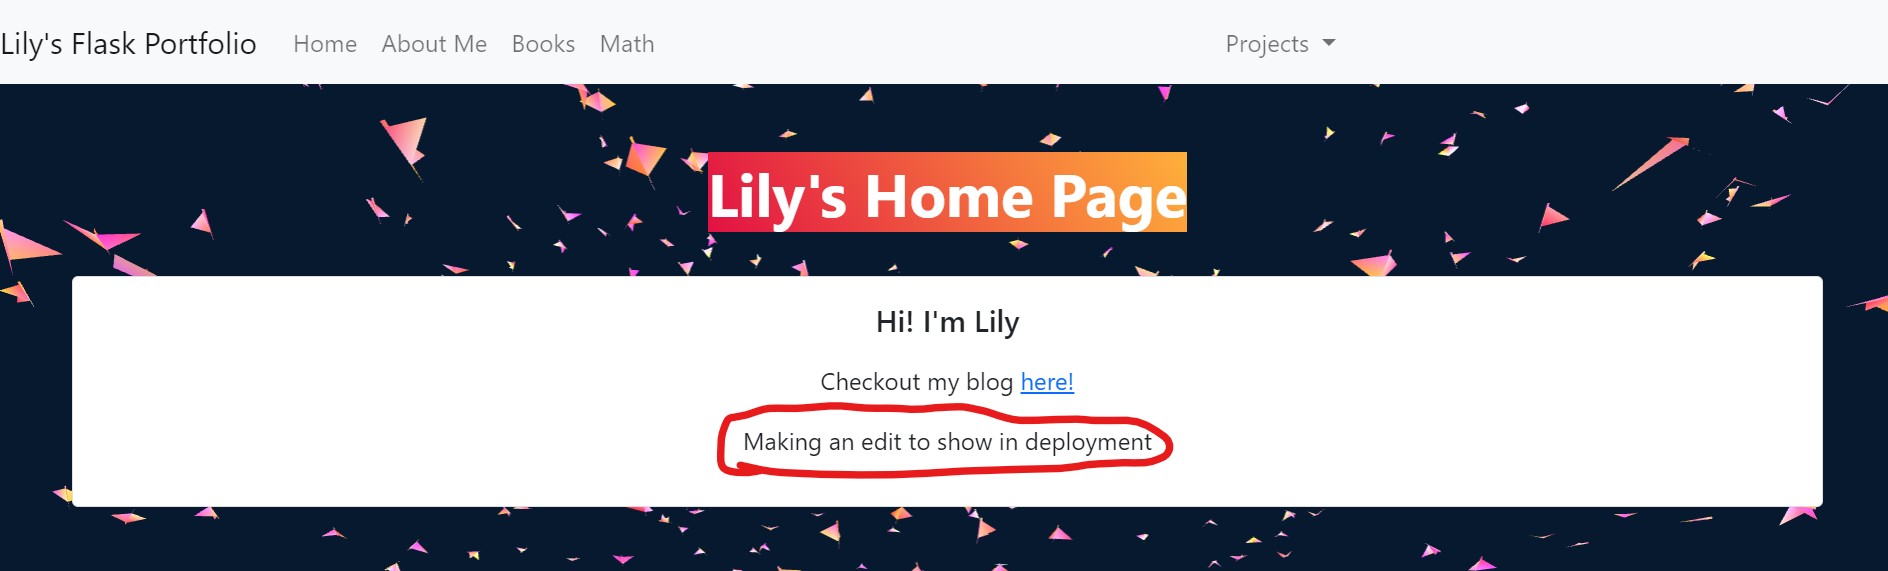 Lily's Flask Portfolio Home About Me Books Math Projects
Lily's Home Page
Hi! I'm Lily
Checkout my blog here!
Making an edit to show in deployment